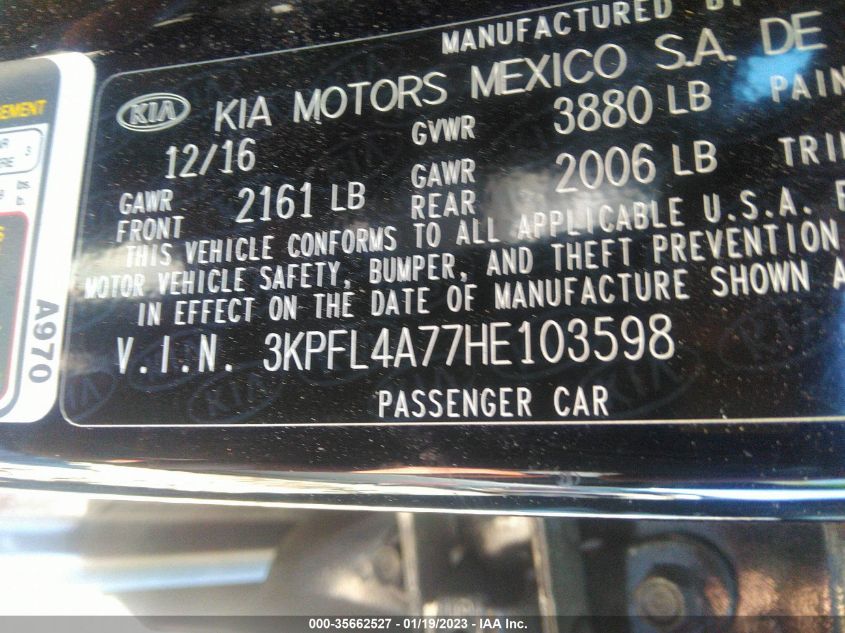 MANUFACTURED BY
KIA KIA MOTORS MEXICO S.A. DE
12/16 GVWR 3880 LB
GAWR FRONT 2161 LB GAWR REAR 2006 LB
THIS VEHICLE CONFORMS TO ALL APPLICABLE U.S.A.
MOTOR VEHICLE SAFETY, BUMPER, AND THEFT PREVENTION
IN EFFECT ON THE DATE OF MANUFACTURE SHOWN
V.I.N. 3KPFL4A77HE103598
PASSENGER CAR
A970
000-35662527 - 01/19/2023 - IAA Inc.